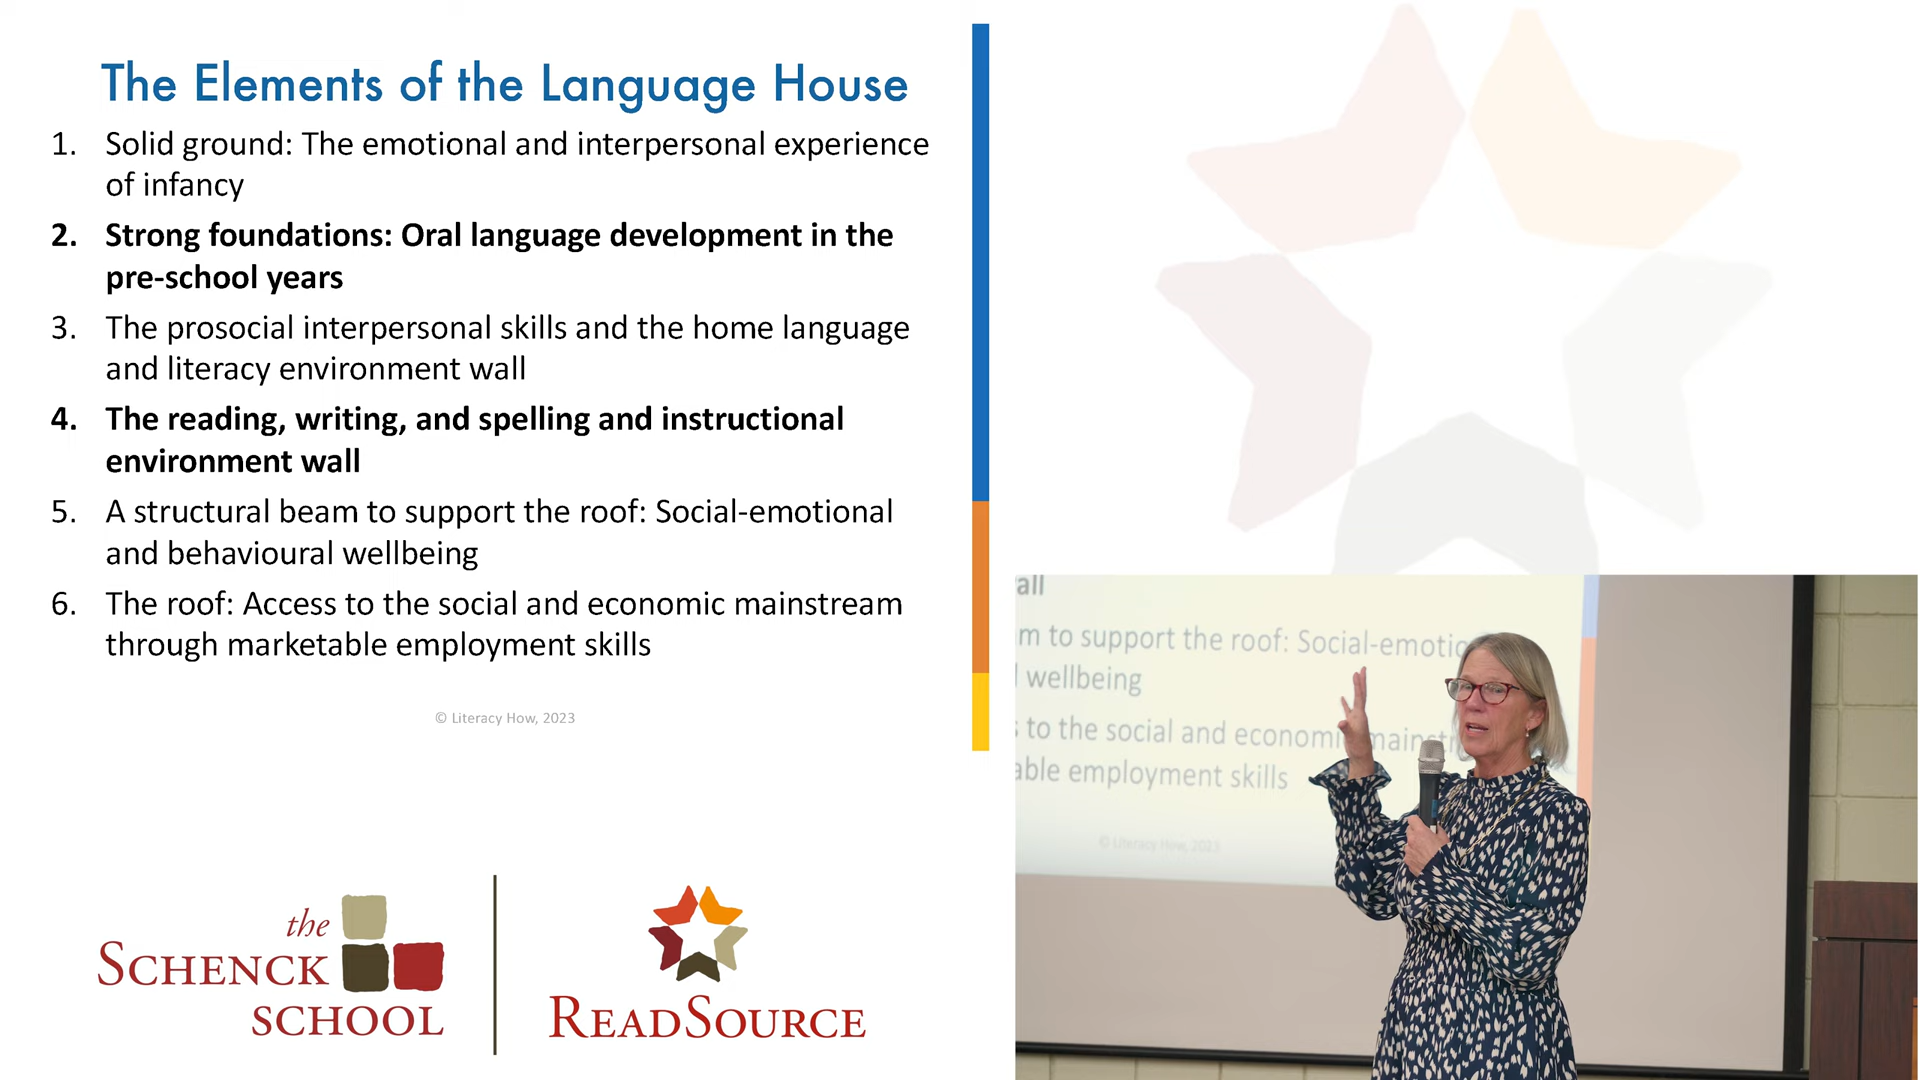 The Elements of the Language House
1. Solid ground: The emotional and interpersonal experience
of infancy
2. Strong foundations: Oral language development in the
pre-school years
3. The prosocial interpersonal skills and the home language
and literacy environment wall
4. The reading, writing, and spelling and instructional
environment wall
5. A structural beam to support the roof: Social-emotional
and behavioural wellbeing
6. The roof: Access to the social and economic mainstream
through marketable employment skills
© Literacy How, 2023
the
SCHENCK
SCHOOL
READSOURCE
all
m to support the roof: Social-emotio
wellbeing
to the social and economi mainst
able employment skills
© Literacy How, 2023